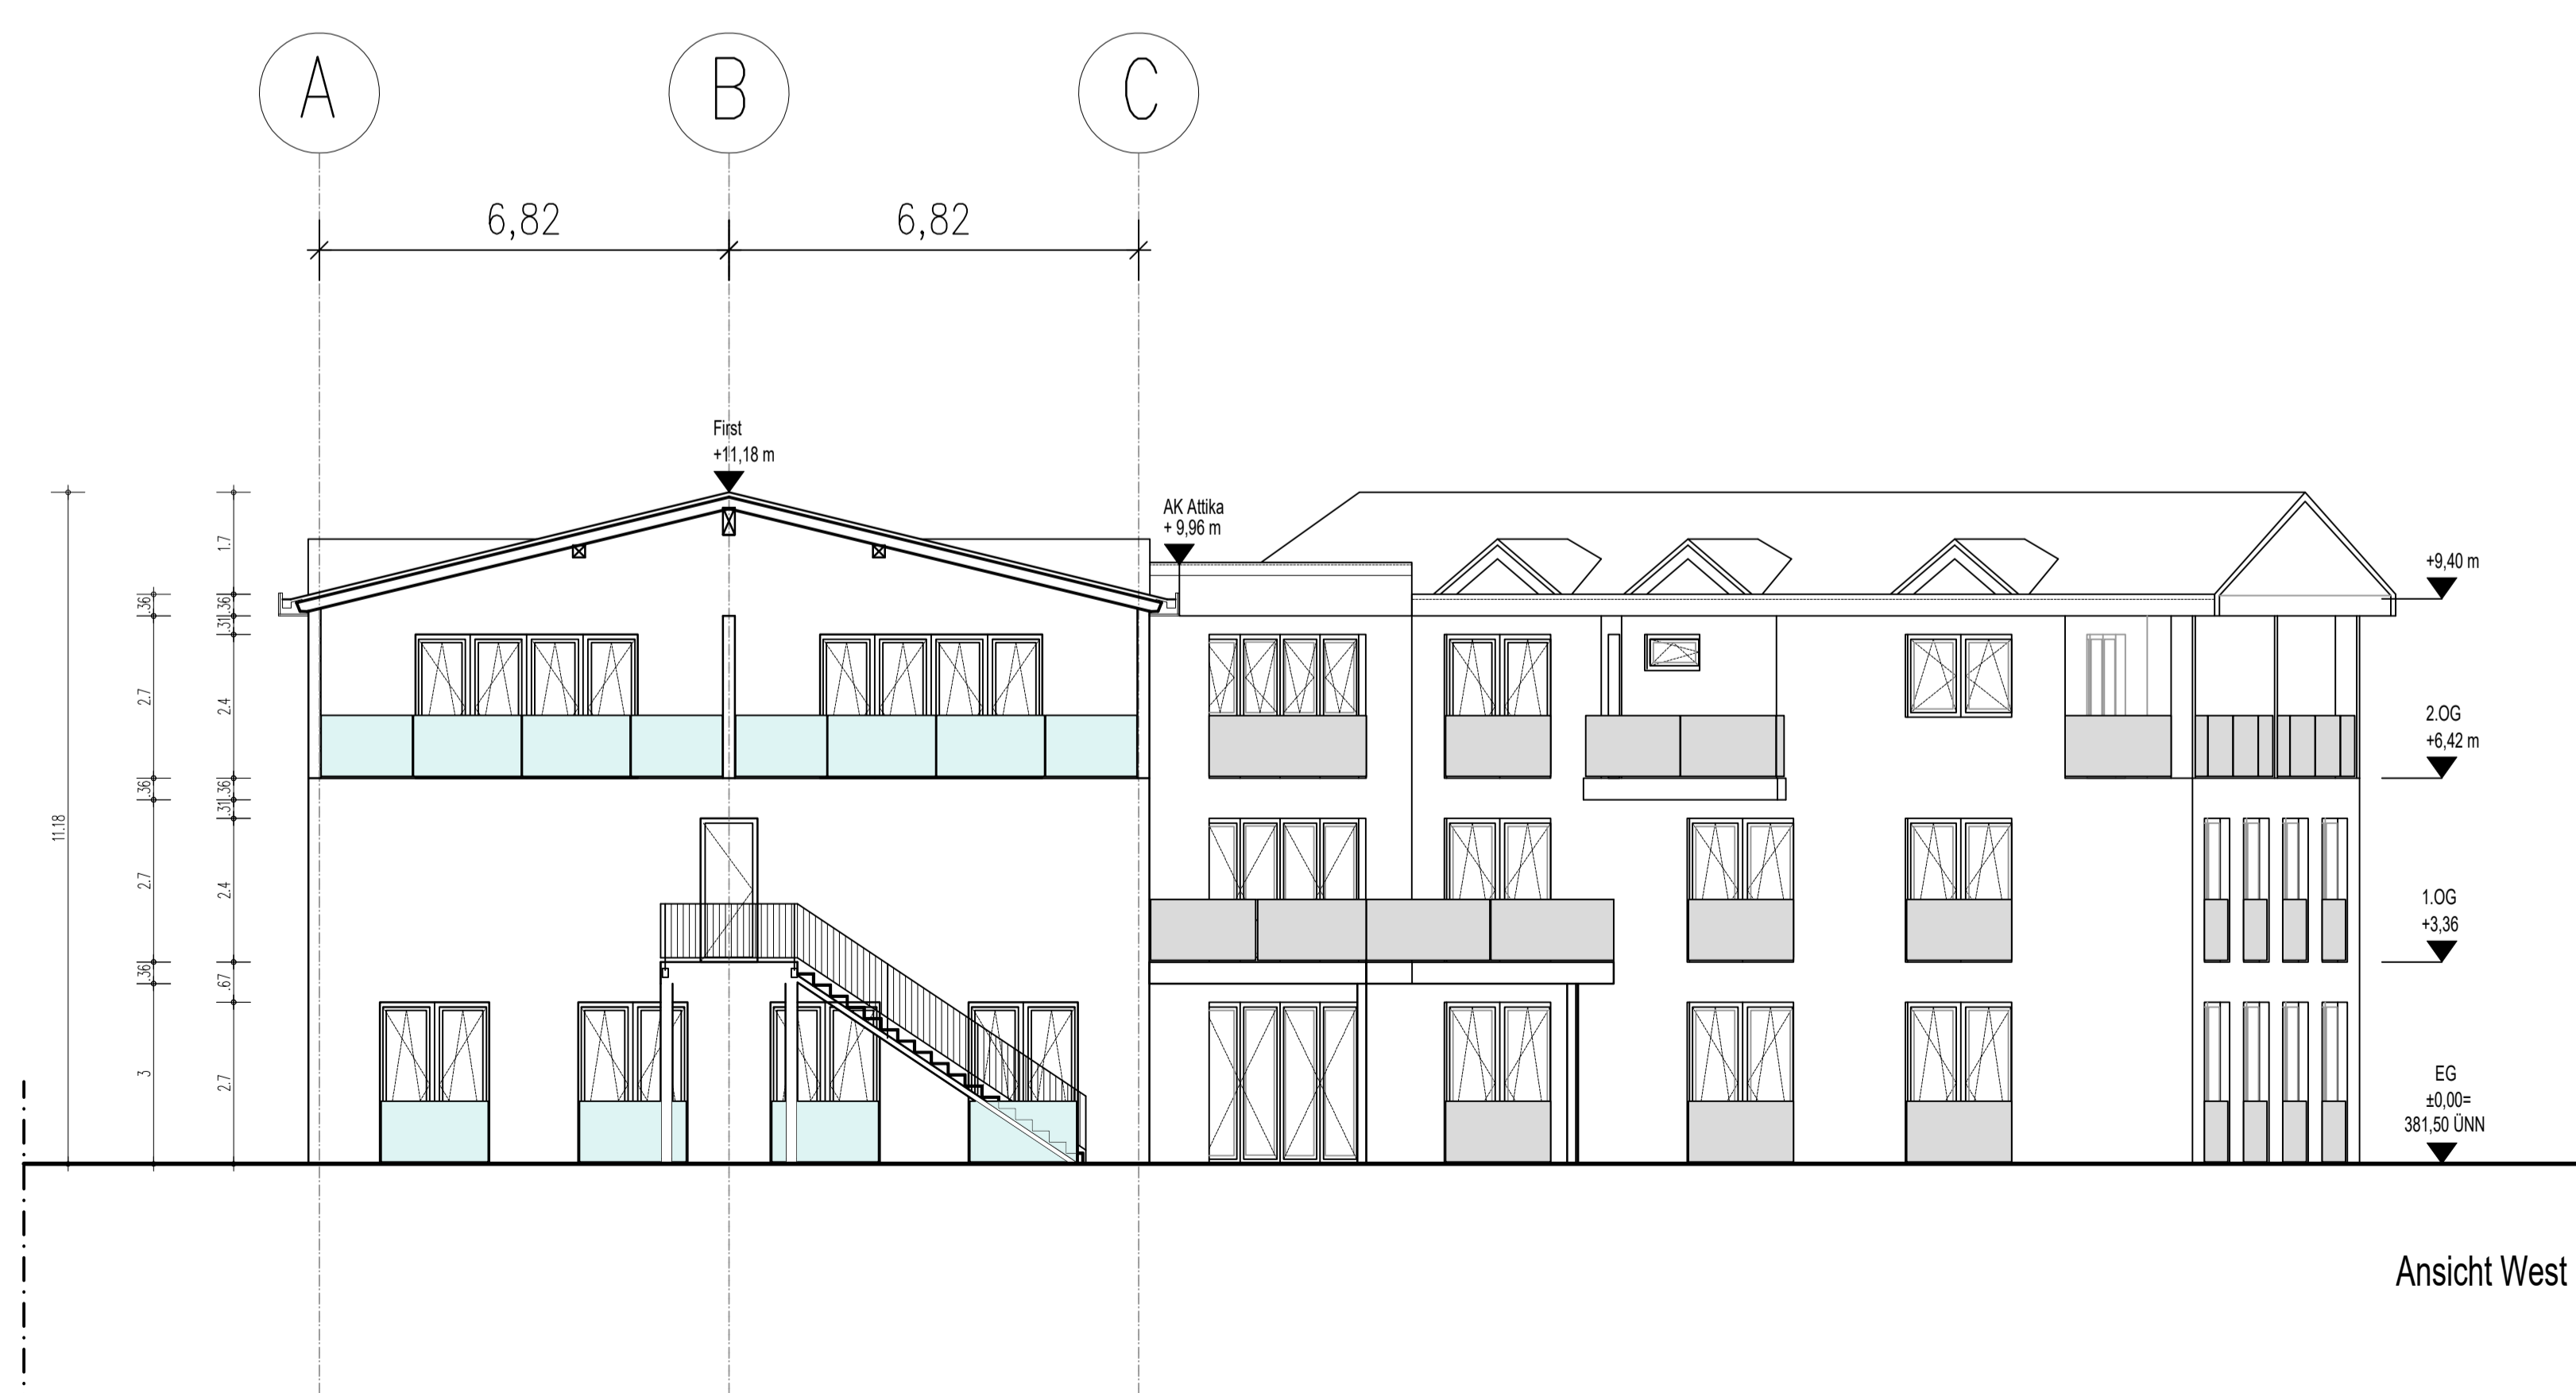 A
B
C
6,82
6,82
First
+11,18 m
AK Attika
+ 9,96 m
+9,40 m
2.OG
+6,42 m
1.OG
+3,36
EG
±0,00=
381,50 ÜNN
11.18
.36
2.7
.36
2.7
.36
3
1.7
.36
.31
2.4
.36
.31
2.4
.67
2.7
Ansicht West